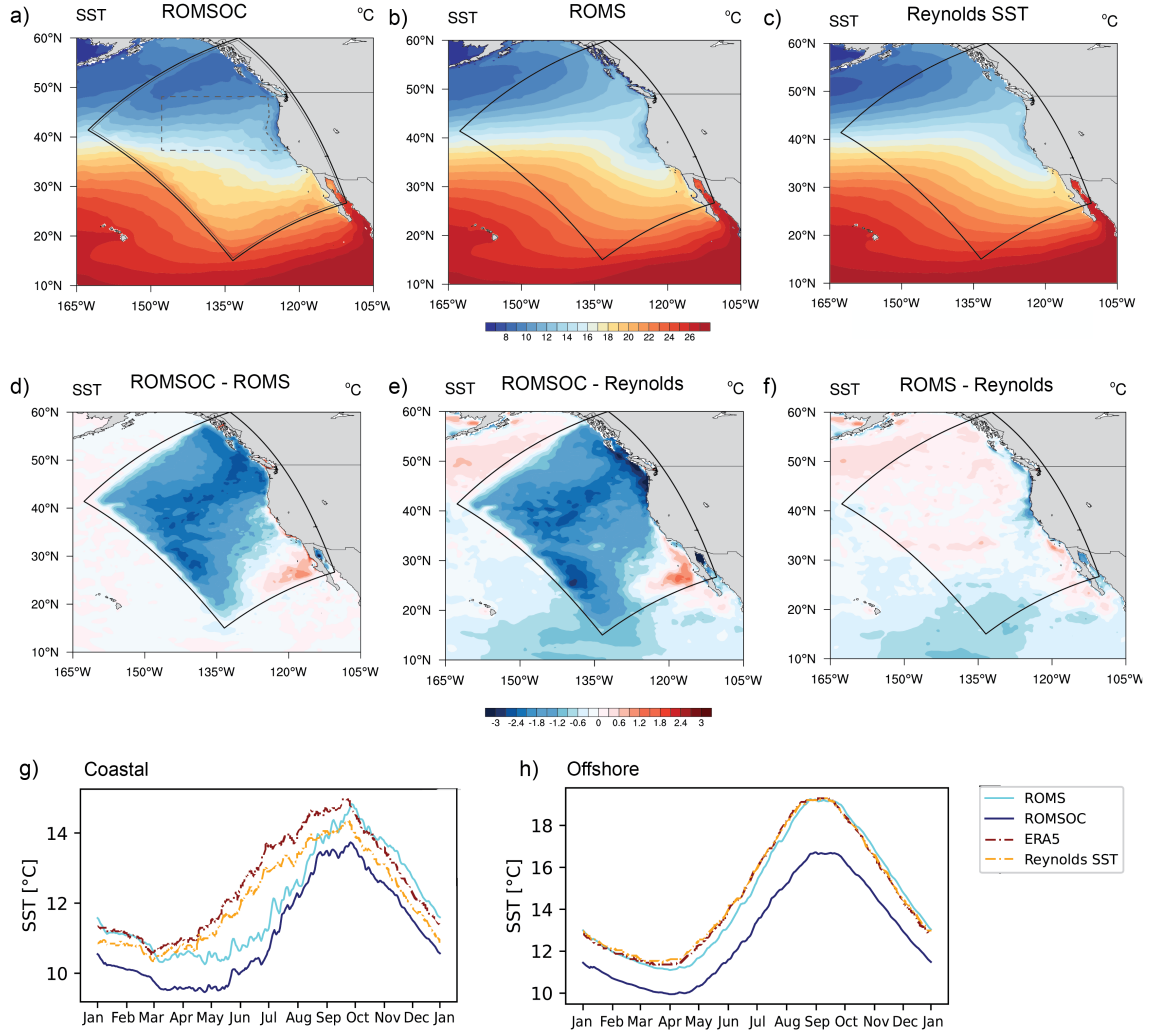 a) SST ROMSOC °C
b) SST ROMS °C
c) SST Reynolds SST °C
60°N 60°N 60°N
50°N 50°N 50°N
40°N 40°N 40°N
30°N 30°N 30°N
20°N 20°N 20°N
10°N 10°N 10°N
165°W 150°W 135°W 120°W 105°W 165°W 150°W 135°W 120°W 105°W 165°W 150°W 135°W 120°W 105°W
8 10 12 14 16 18 20 22 24 26
d) SST ROMSOC - ROMS °C
e) SST ROMSOC - Reynolds °C
f) SST ROMS - Reynolds °C
60°N 60°N 60°N
50°N 50°N 50°N
40°N 40°N 40°N
30°N 30°N 30°N
20°N 20°N 20°N
10°N 10°N 10°N
165°W 150°W 135°W 120°W 105°W 165°W 150°W 135°W 120°W 105°W 165°W 150°W 135°W 120°W 105°W
-3 -2.4 -1.8 -1.2 -0.6 0 0.6 1.2 1.8 2.4 3
g) Coastal
SST [°C]
14
12
10
Jan Feb Mar Apr May Jun Jul Aug Sep Oct Nov Dec Jan
h) Offshore
SST [°C]
18
16
14
12
10
Jan Feb Mar Apr May Jun Jul Aug Sep Oct Nov Dec Jan
ROMS
ROMSOC
ERA5
Reynolds SST